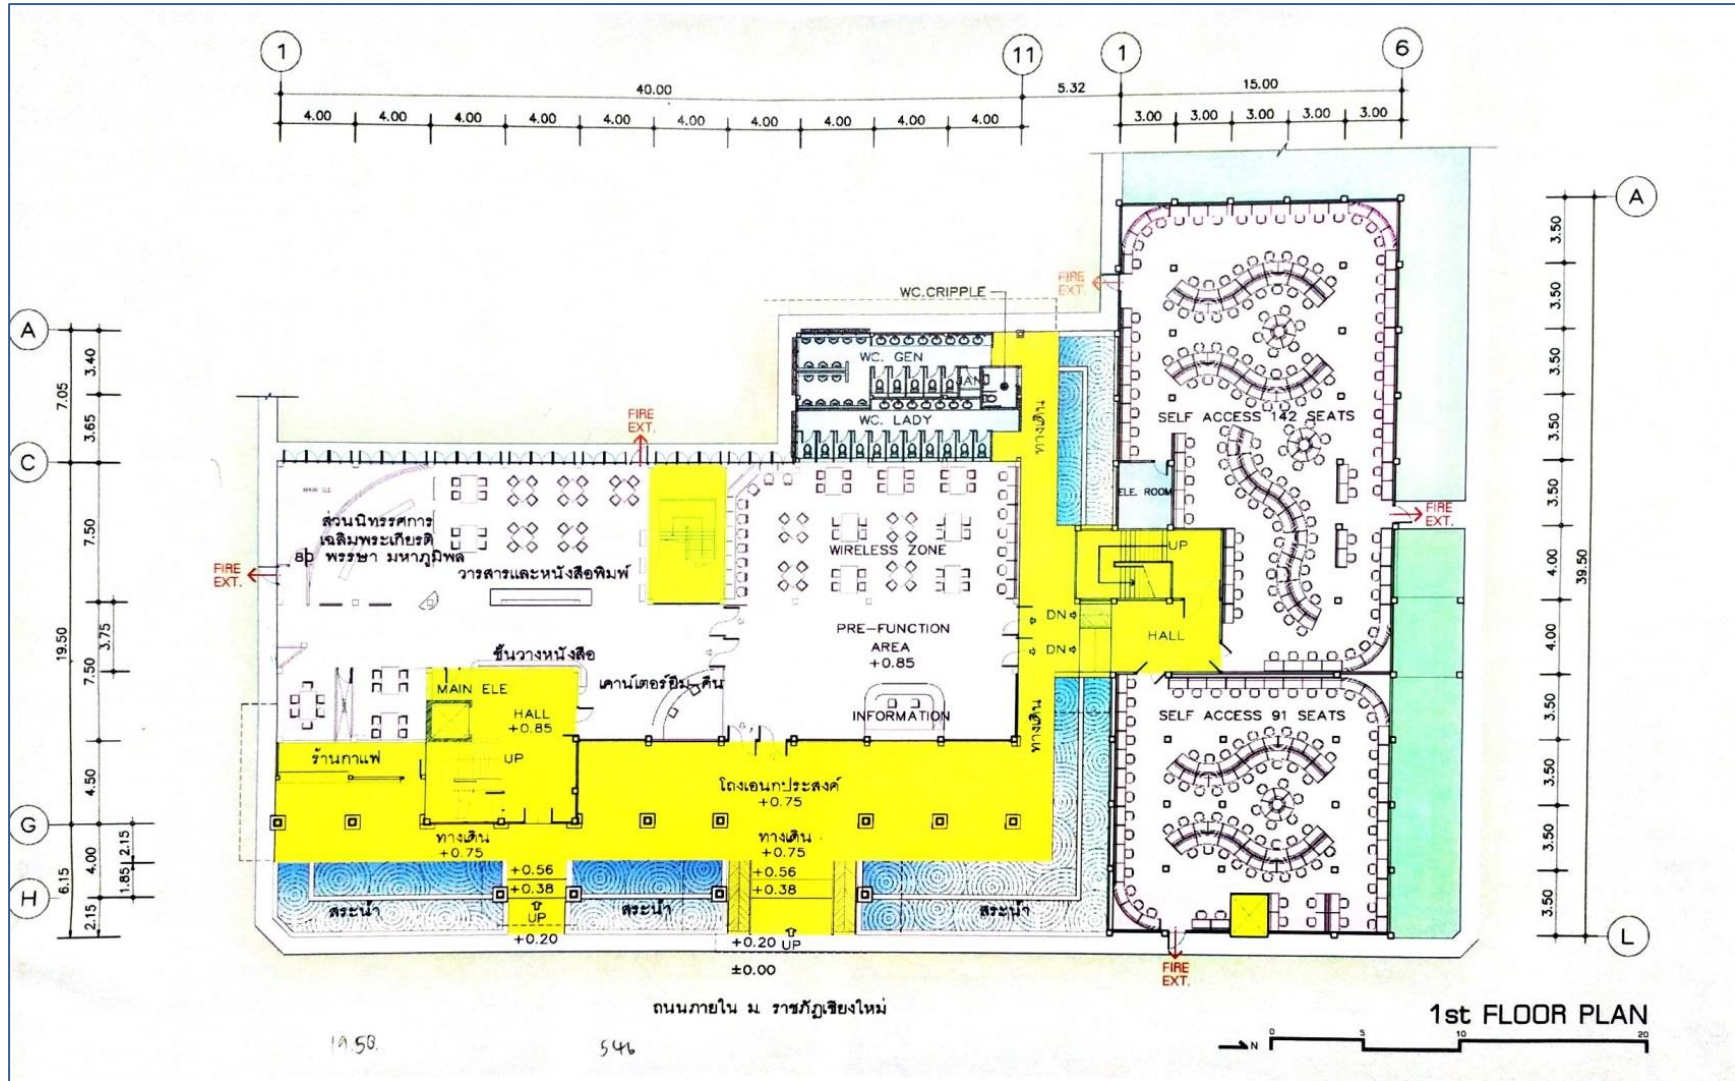 1
11
1
6
40.00
5.32
15.00
4.00 4.00 4.00 4.00 4.00 4.00 4.00 4.00 4.00 4.00
3.00 3.00 3.00 3.00 3.00
A
A
C
G
H
L
3.40
3.65
7.05
7.50
3.75
7.50
19.50
4.50
2.15
4.00
1.85
6.15
2.15
3.50
3.50
3.50
3.50
3.50
4.00
4.00
39.50
3.50
3.50
3.50
3.50
FIRE
EXT.
WC.CRIPPLE
WC. GEN
JAN
WC. LADY
ทางเดิน
FIRE
EXT.
SELF ACCESS 142 SEATS
ELE. ROOM
FIRE
EXT.
ส่วนนิทรรศการ
เฉลิมพระเกียรติ
พรรษา มหาภูมิพล
วารสารและหนังสือพิมพ์
FIRE
EXT.
WIRELESS ZONE
UP
PRE-FUNCTION
AREA
+0.85
DN
DN
HALL
ชั้นวางหนังสือ
เคาน์เตอร์ยืม-คืน
MAIN ELE
HALL
+0.85
UP
INFORMATION
ทางเดิน
SELF ACCESS 91 SEATS
ร้านกาแฟ
โถงเอนกประสงค์
+0.75
ทางเดิน
+0.75
ทางเดิน
+0.75
+0.56
+0.38
UP
+0.20
+0.56
+0.38
+0.20 UP
สระน้ำ
สระน้ำ
สระน้ำ
±0.00
FIRE
EXT.
ถนนภายใน ม. ราชภัฏเชียงใหม่
1st FLOOR PLAN
N
0 5 10 20
19.50.
546